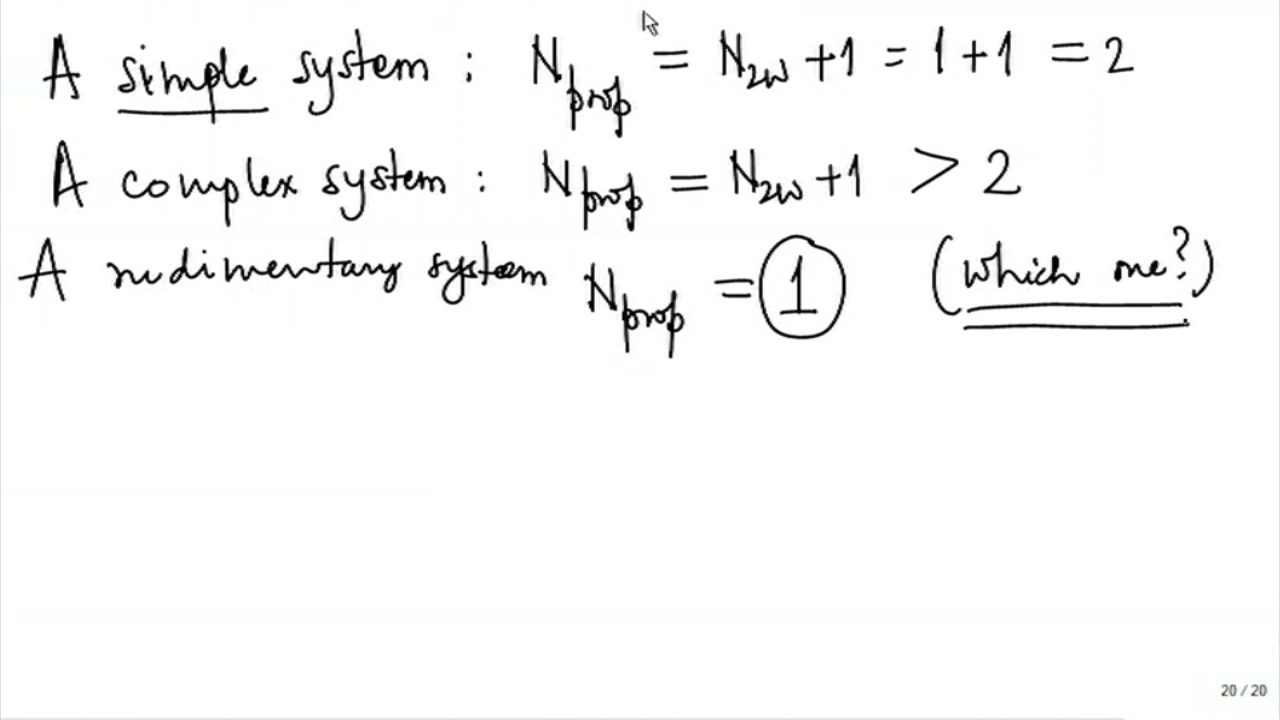 A simple system : N_prop = N_2W + 1 = 1 + 1 = 2
A complex system : N_prop = N_2W + 1 > 2
A rudimentary system N_prop = 1 (which one?)
20 / 20